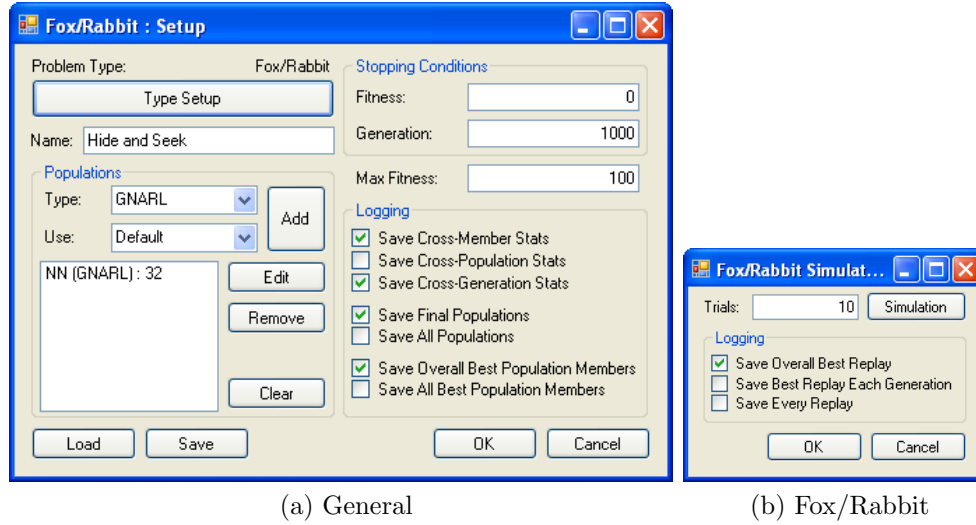 Fox/Rabbit : Setup
Problem Type: Fox/Rabbit
Type Setup
Name: Hide and Seek
Populations
Type: GNARL
Use: Default
Add
NN (GNARL) : 32
Edit
Remove
Clear
Load
Save
Stopping Conditions
Fitness: 0
Generation: 1000
Max Fitness: 100
Logging
Save Cross-Member Stats
Save Cross-Population Stats
Save Cross-Generation Stats
Save Final Populations
Save All Populations
Save Overall Best Population Members
Save All Best Population Members
OK
Cancel
(a) General
Fox/Rabbit Simulat...
Trials: 10
Simulation
Logging
Save Overall Best Replay
Save Best Replay Each Generation
Save Every Replay
OK
Cancel
(b) Fox/Rabbit